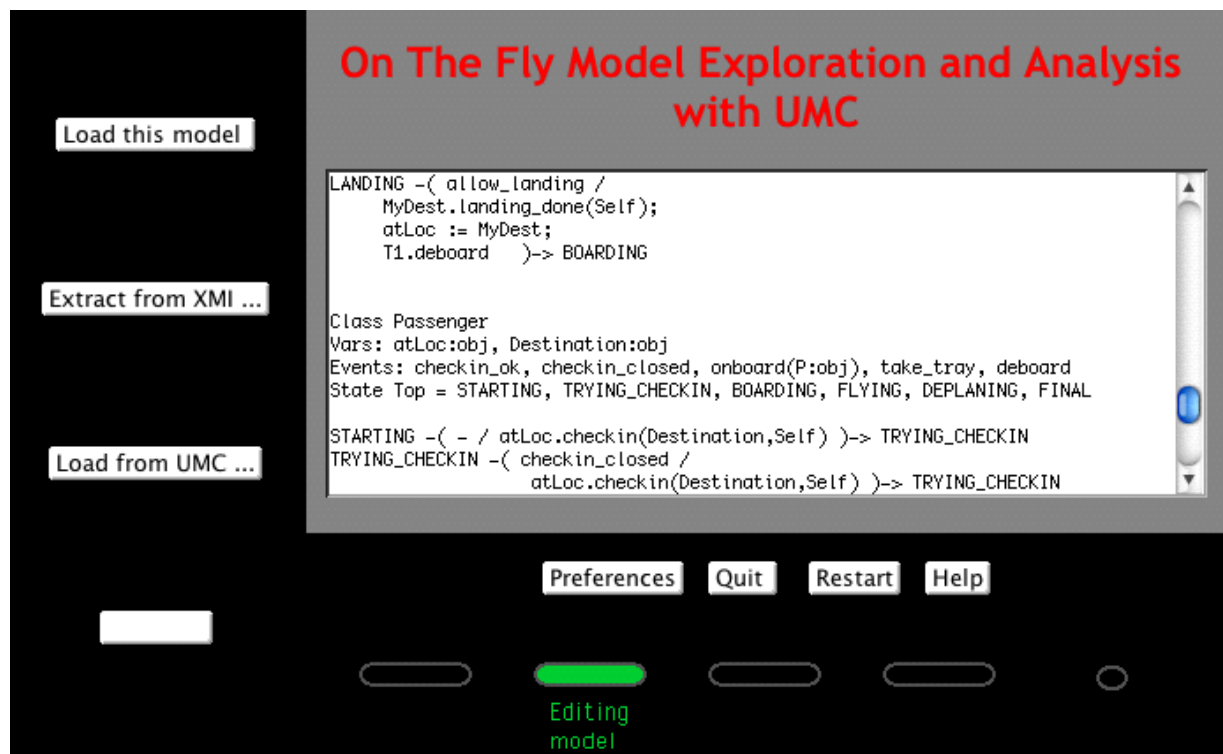 On The Fly Model Exploration and Analysis
with UMC
Load this model
LANDING -( allow_landing /
MyDest.landing_done(Self);
atLoc := MyDest;
T1.deboard )-> BOARDING
Extract from XMI ...
Class Passenger
Vars: atLoc:obj, Destination:obj
Events: checkin_ok, checkin_closed, onboard(P:obj), take_tray, deboard
State Top = STARTING, TRYING_CHECKIN, BOARDING, FLYING, DEPLANING, FINAL
STARTING -( - / atLoc.checkin(Destination,Self) )-> TRYING_CHECKIN
TRYING_CHECKIN -( checkin_closed /
atLoc.checkin(Destination,Self) )-> TRYING_CHECKIN
Load from UMC ...
Preferences Quit Restart Help
Editing
model